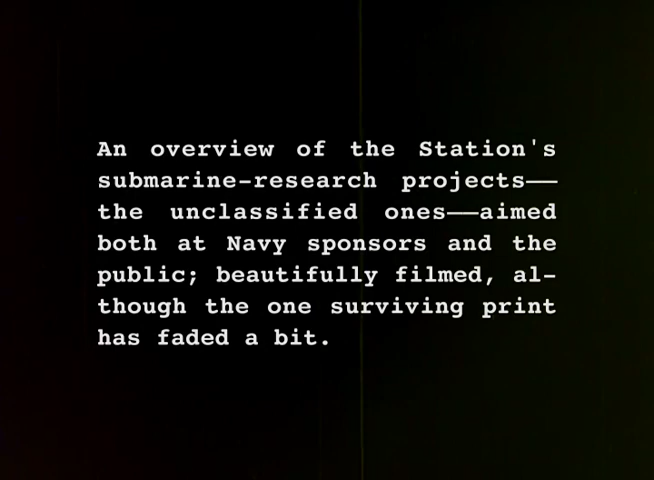 An overview of the Station's
submarine-research projects——
the unclassified ones——aimed
both at Navy sponsors and the
public; beautifully filmed, al-
though the one surviving print
has faded a bit.